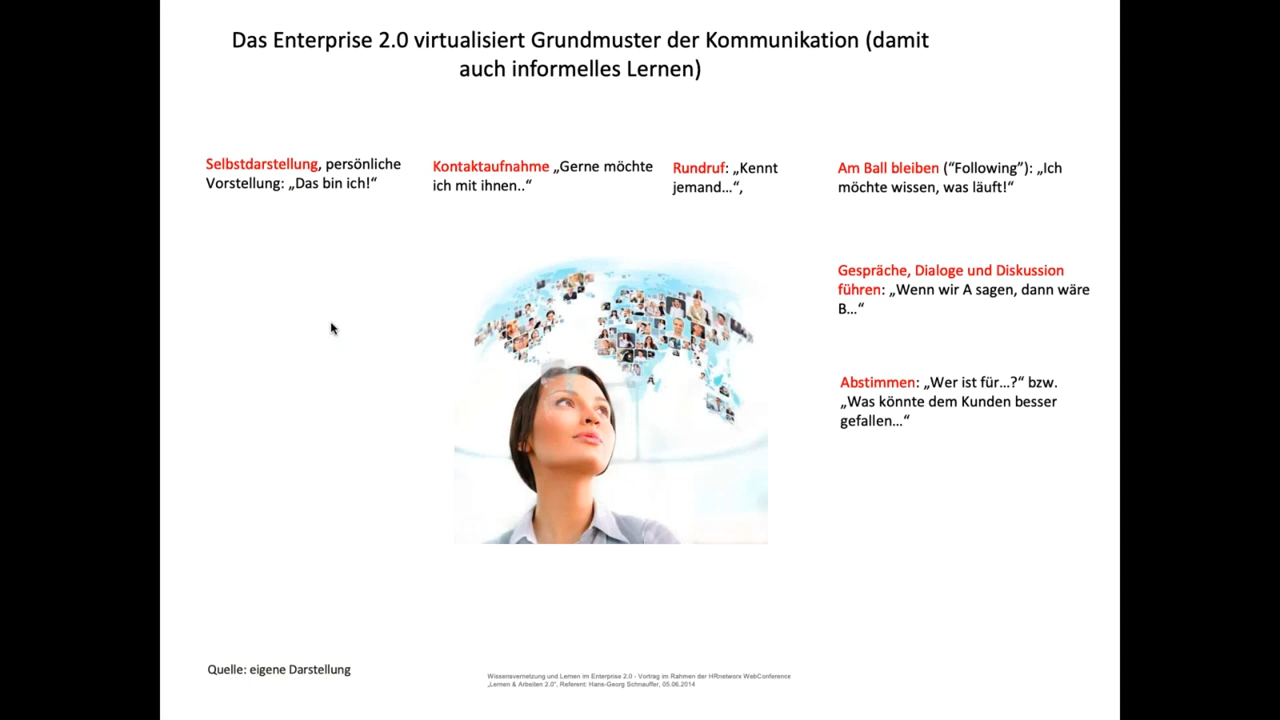 Das Enterprise 2.0 virtualisiert Grundmuster der Kommunikation (damit
auch informelles Lernen)
Selbstdarstellung, persönliche
Vorstellung: „Das bin ich!“
Kontaktaufnahme „Gerne möchte
ich mit ihnen..“
Rundruf: „Kennt
jemand...“,
Am Ball bleiben (“Following”): „Ich
möchte wissen, was läuft!“
Gespräche, Dialoge und Diskussion
führen: „Wenn wir A sagen, dann wäre
B...“
Abstimmen: „Wer ist für...?“ bzw.
„Was könnte dem Kunden besser
gefallen...“
Quelle: eigene Darstellung
Wissensvernetzung und Lernen im Enterprise 2.0 - Vortrag im Rahmen der HRnetworx WebConference
„Lernen & Arbeiten 2.0“, Referent: Hans-Georg Schnauffer, 05.06.2014